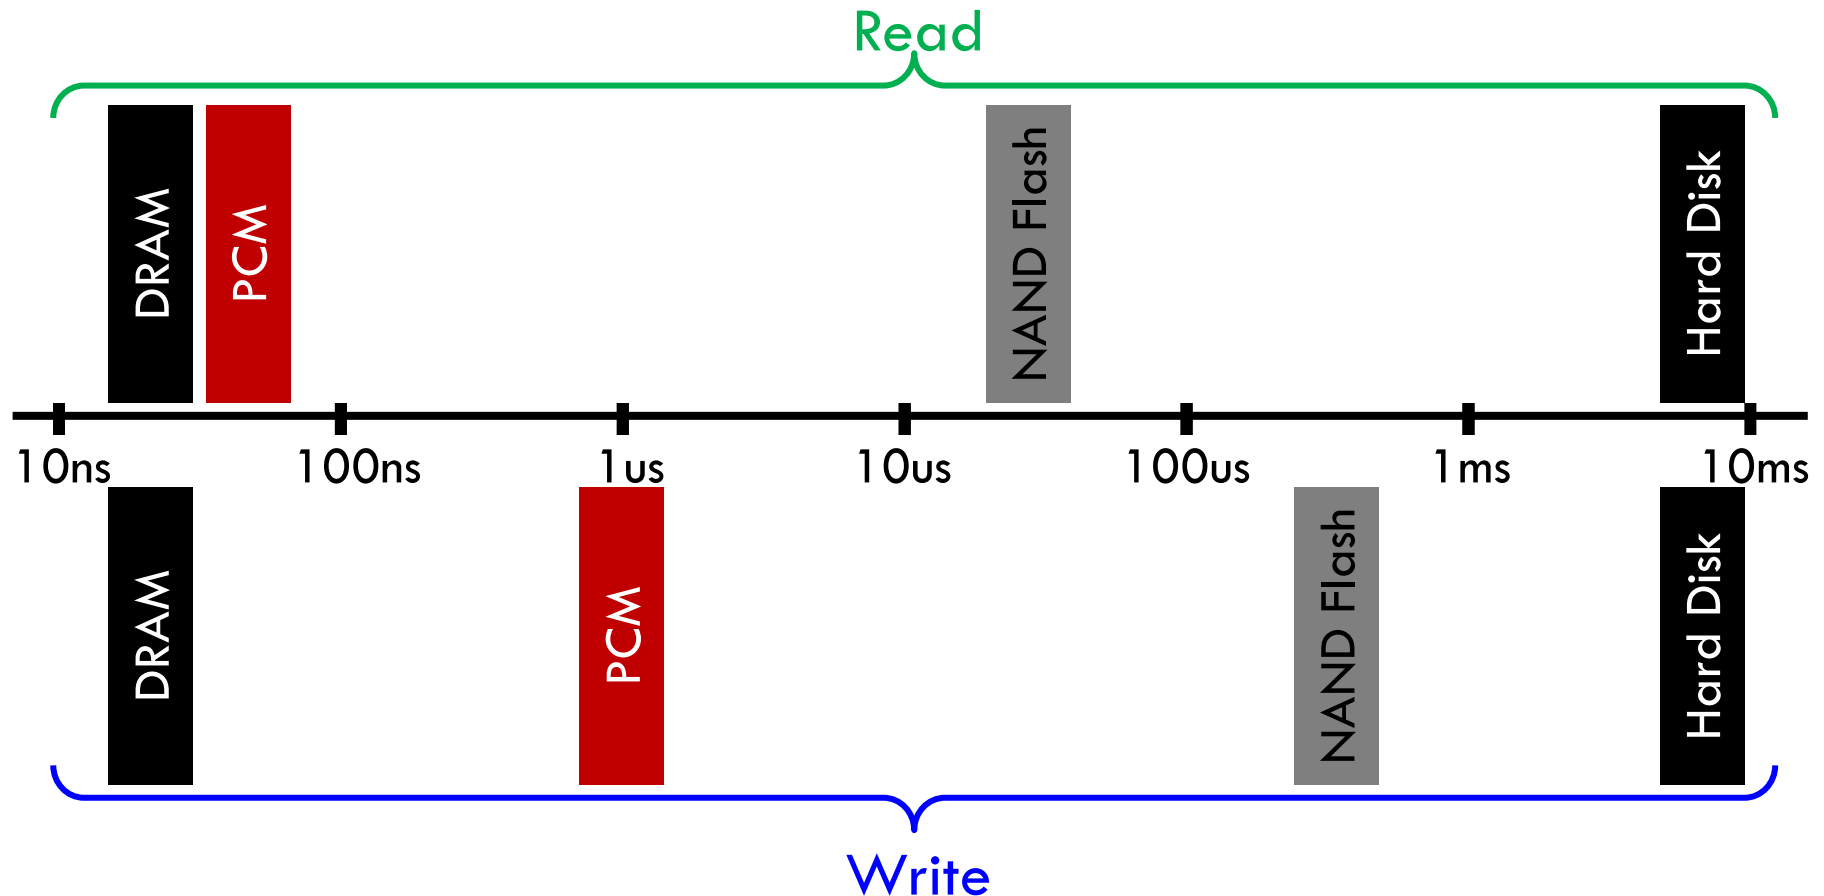 Read
DRAM
PCM
NAND Flash
Hard Disk
10ns
100ns
1us
10us
100us
1ms
10ms
DRAM
PCM
NAND Flash
Hard Disk
Write